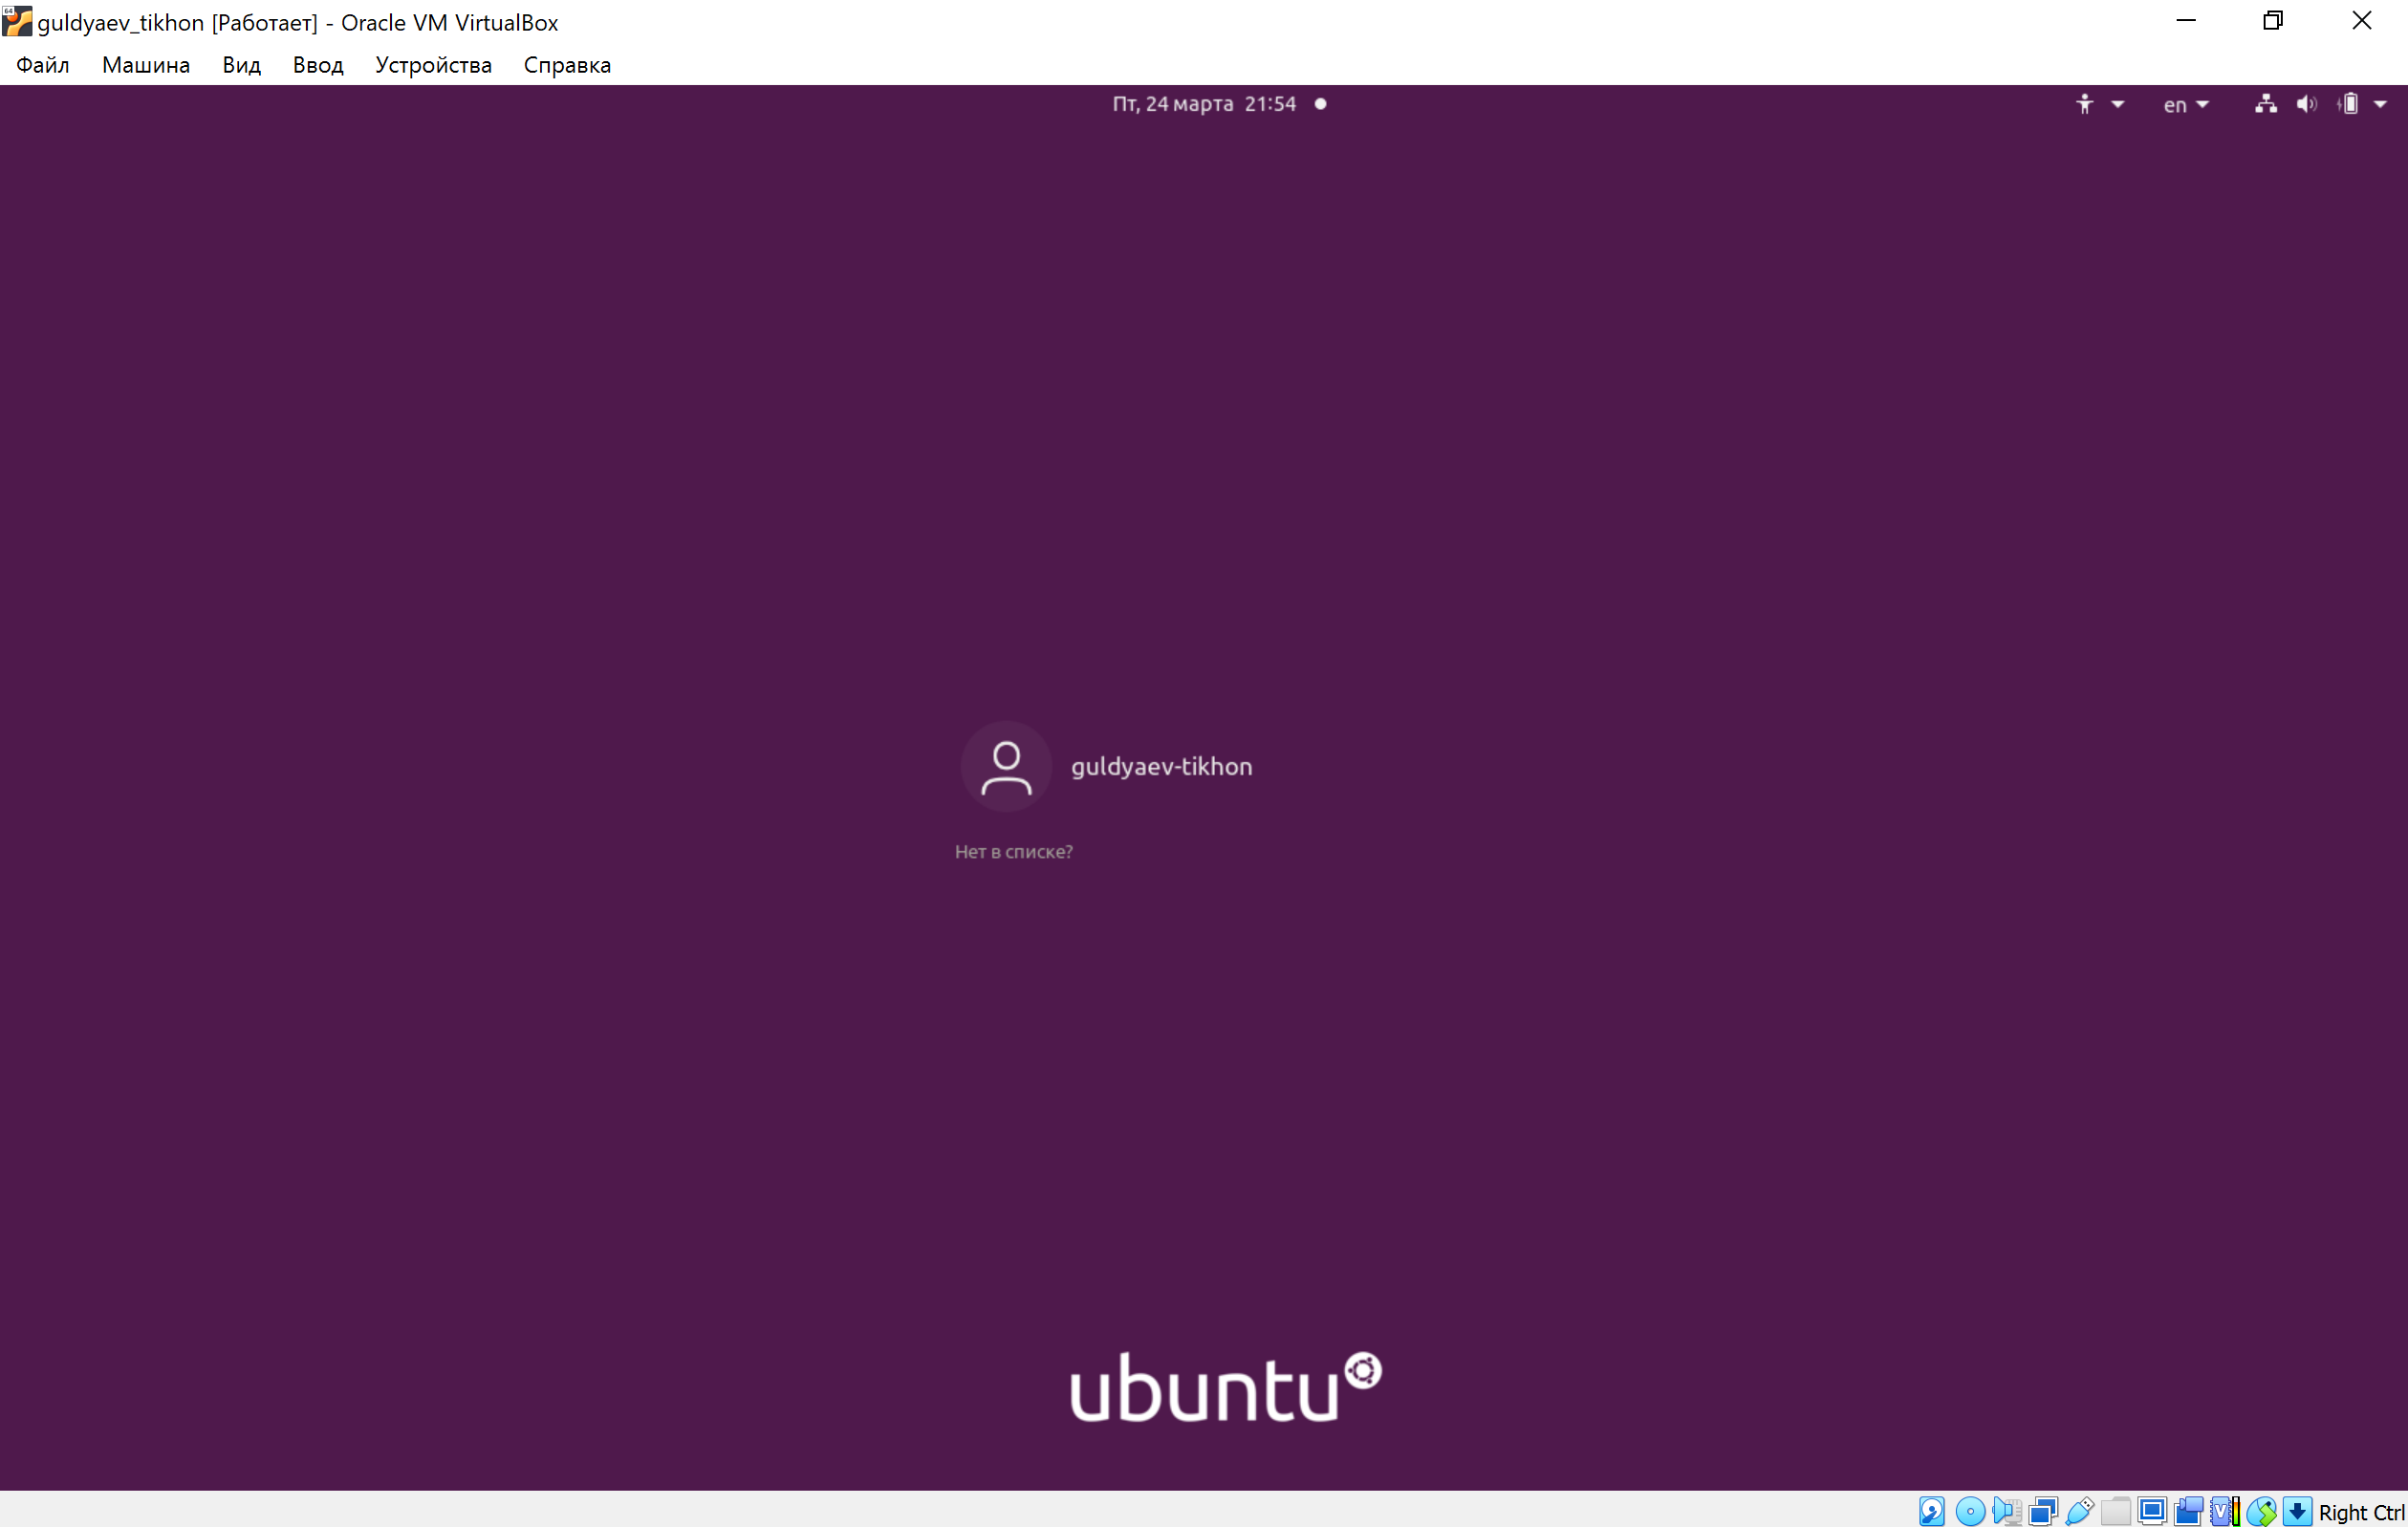 guldyaev_tikhon [Работает] - Oracle VM VirtualBox
Файл Машина Вид Ввод Устройства Справка
Пт, 24 марта 21:54 en
guldyaev-tikhon
Нет в списке?
ubuntu
Right Ctrl